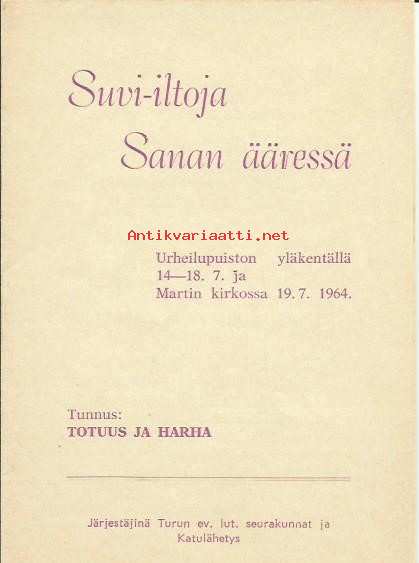 Suvi-iltoja
Sanan ääressä
Antikvariaatti.net
Urheilupuiston yläkentällä
14—18. 7. ja
Martin kirkossa 19. 7. 1964.
Tunnus:
TOTUUS JA HARHA
Järjestäjinä Turun ev. lut. seurakunnat ja
Katulähetys